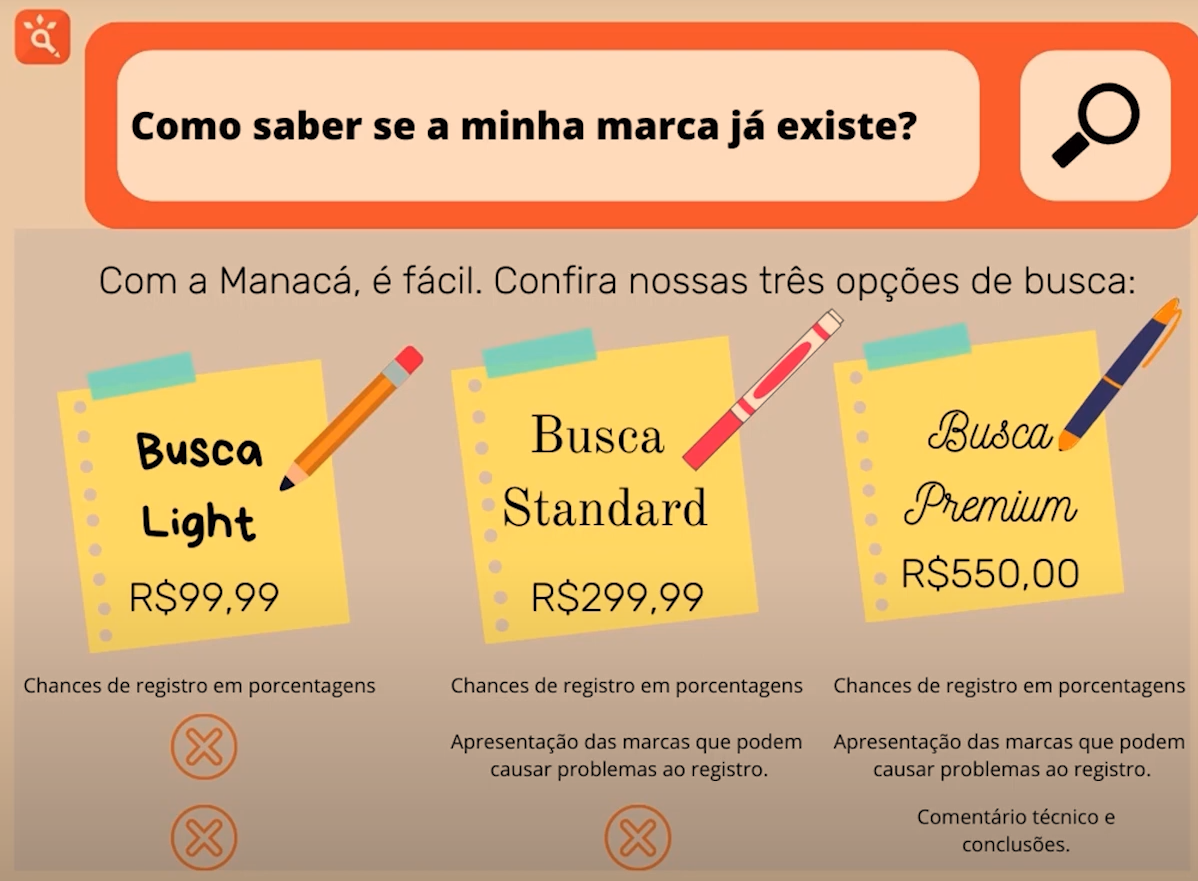 Como saber se a minha marca já existe?
Com a Manacá, é fácil. Confira nossas três opções de busca:
Busca
Light
R$99,99
Busca
Standard
R$299,99
Busca
Premium
R$550,00
Chances de registro em porcentagens
Chances de registro em porcentagens
Apresentação das marcas que podem
causar problemas ao registro.
Chances de registro em porcentagens
Apresentação das marcas que podem
causar problemas ao registro.
Comentário técnico e
conclusões.